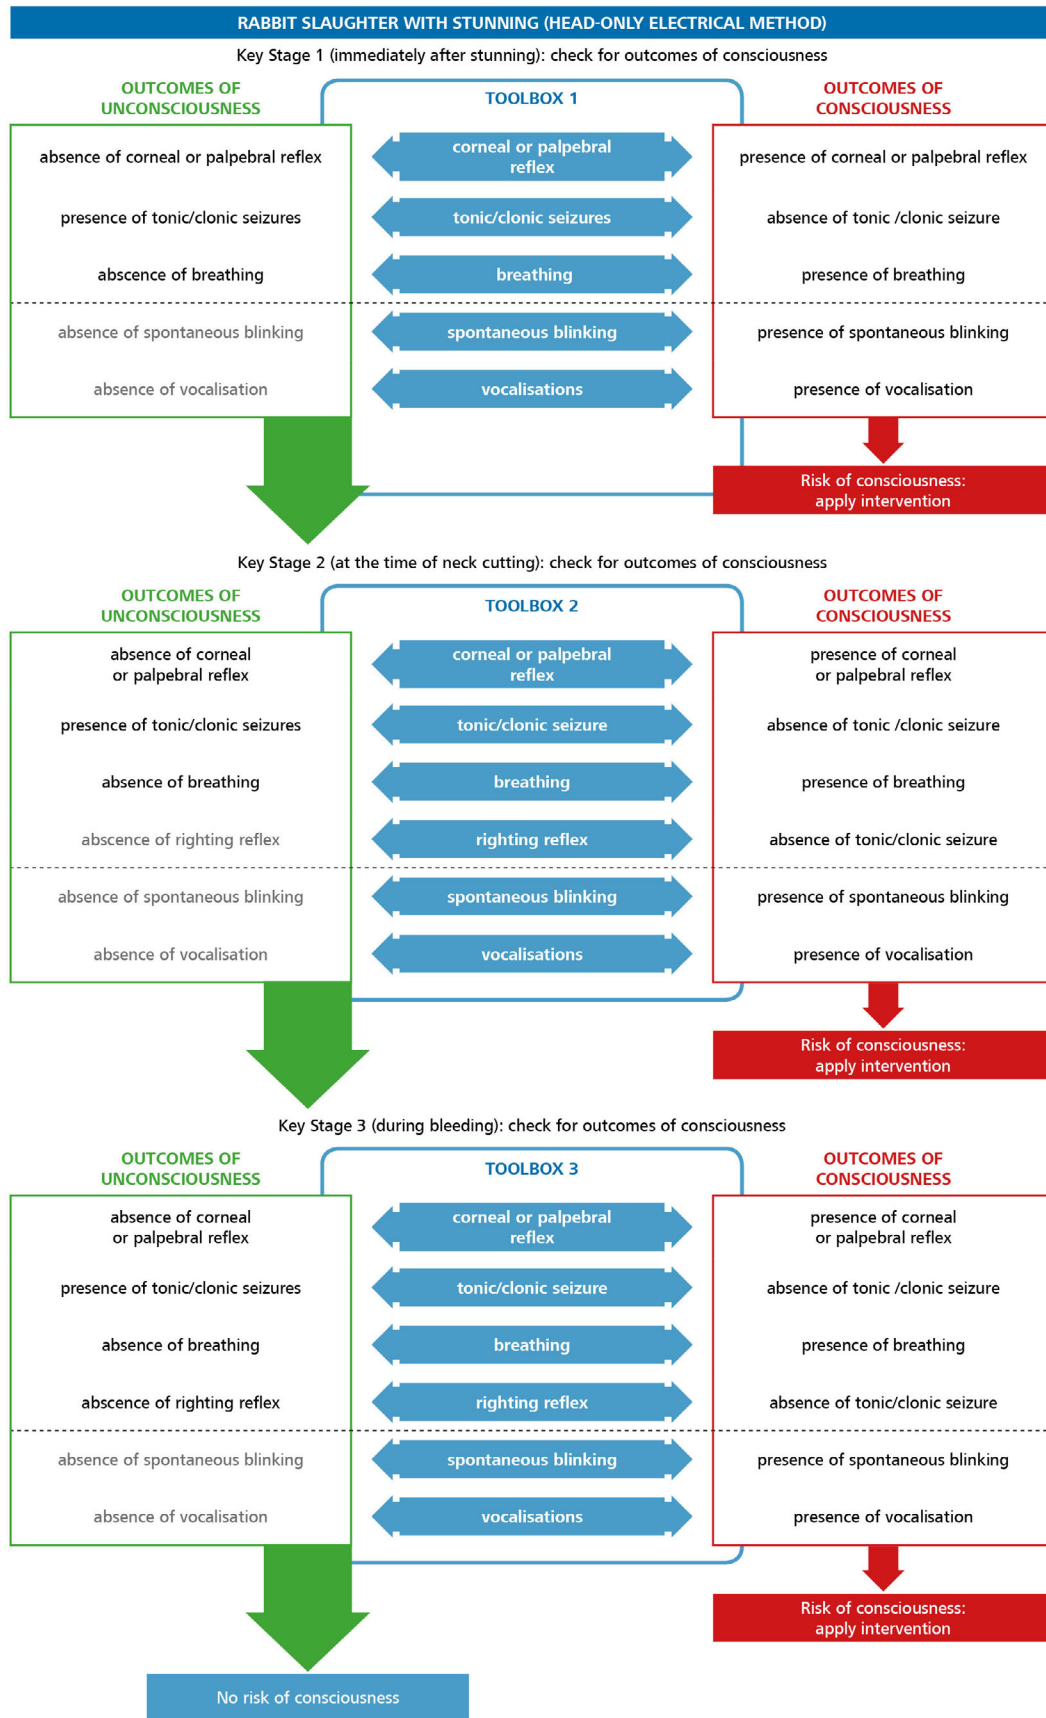 RABBIT SLAUGHTER WITH STUNNING (HEAD-ONLY ELECTRICAL METHOD)
Key Stage 1 (immediately after stunning): check for outcomes of consciousness
OUTCOMES OF
UNCONSCIOUSNESS
TOOLBOX 1
OUTCOMES OF
CONSCIOUSNESS
absence of corneal or palpebral reflex
corneal or palpebral
reflex
presence of corneal or palpebral reflex
presence of tonic/clonic seizures
tonic/clonic seizures
absence of tonic /clonic seizure
abscence of breathing
breathing
presence of breathing
absence of spontaneous blinking
spontaneous blinking
presence of spontaneous blinking
absence of vocalisation
vocalisations
presence of vocalisation
Risk of consciousness:
apply intervention
Key Stage 2 (at the time of neck cutting): check for outcomes of consciousness
OUTCOMES OF
UNCONSCIOUSNESS
TOOLBOX 2
OUTCOMES OF
CONSCIOUSNESS
absence of corneal
or palpebral reflex
corneal or palpebral
reflex
presence of corneal
or palpebral reflex
presence of tonic/clonic seizures
tonic/clonic seizure
absence of tonic /clonic seizure
absence of breathing
breathing
presence of breathing
abscence of righting reflex
righting reflex
absence of tonic/clonic seizure
absence of spontaneous blinking
spontaneous blinking
presence of spontaneous blinking
absence of vocalisation
vocalisations
presence of vocalisation
Risk of consciousness:
apply intervention
Key Stage 3 (during bleeding): check for outcomes of consciousness
OUTCOMES OF
UNCONSCIOUSNESS
TOOLBOX 3
OUTCOMES OF
CONSCIOUSNESS
absence of corneal
or palpebral reflex
corneal or palpebral
reflex
presence of corneal
or palpebral reflex
presence of tonic/clonic seizures
tonic/clonic seizure
absence of tonic /clonic seizure
absence of breathing
breathing
presence of breathing
abscence of righting reflex
righting reflex
absence of tonic/clonic seizure
absence of spontaneous blinking
spontaneous blinking
presence of spontaneous blinking
absence of vocalisation
vocalisations
presence of vocalisation
Risk of consciousness:
apply intervention
No risk of consciousness